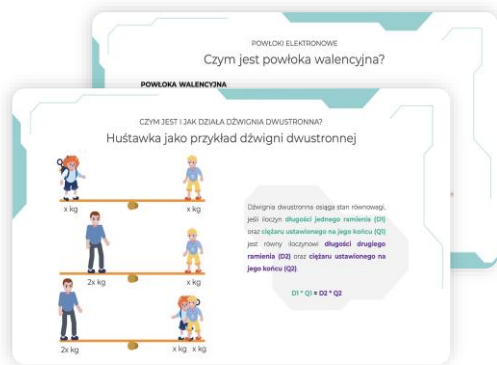 POWŁOKI ELEKTRONOWE
Czym jest powłoka walencyjna?
POWŁOKA WALENCYJNA
CZYM JEST I JAK DZIAŁA DŹWIGNIA DWUSTRONNA?
Huśtawka jako przykład dźwigni dwustronnej
x kg
x kg
2x kg
x kg
2x kg
x kg x kg
Dźwignia dwustronna osiąga stan równowagi,
jeśli iloczyn długości jednego ramienia (D1)
oraz ciężaru ustawionego na jego końcu (Q1)
jest równy iloczynowi długości drugiego
ramienia (D2) oraz ciężaru ustawionego na
jego końcu (Q2).
D1 * Q1 = D2 * Q2